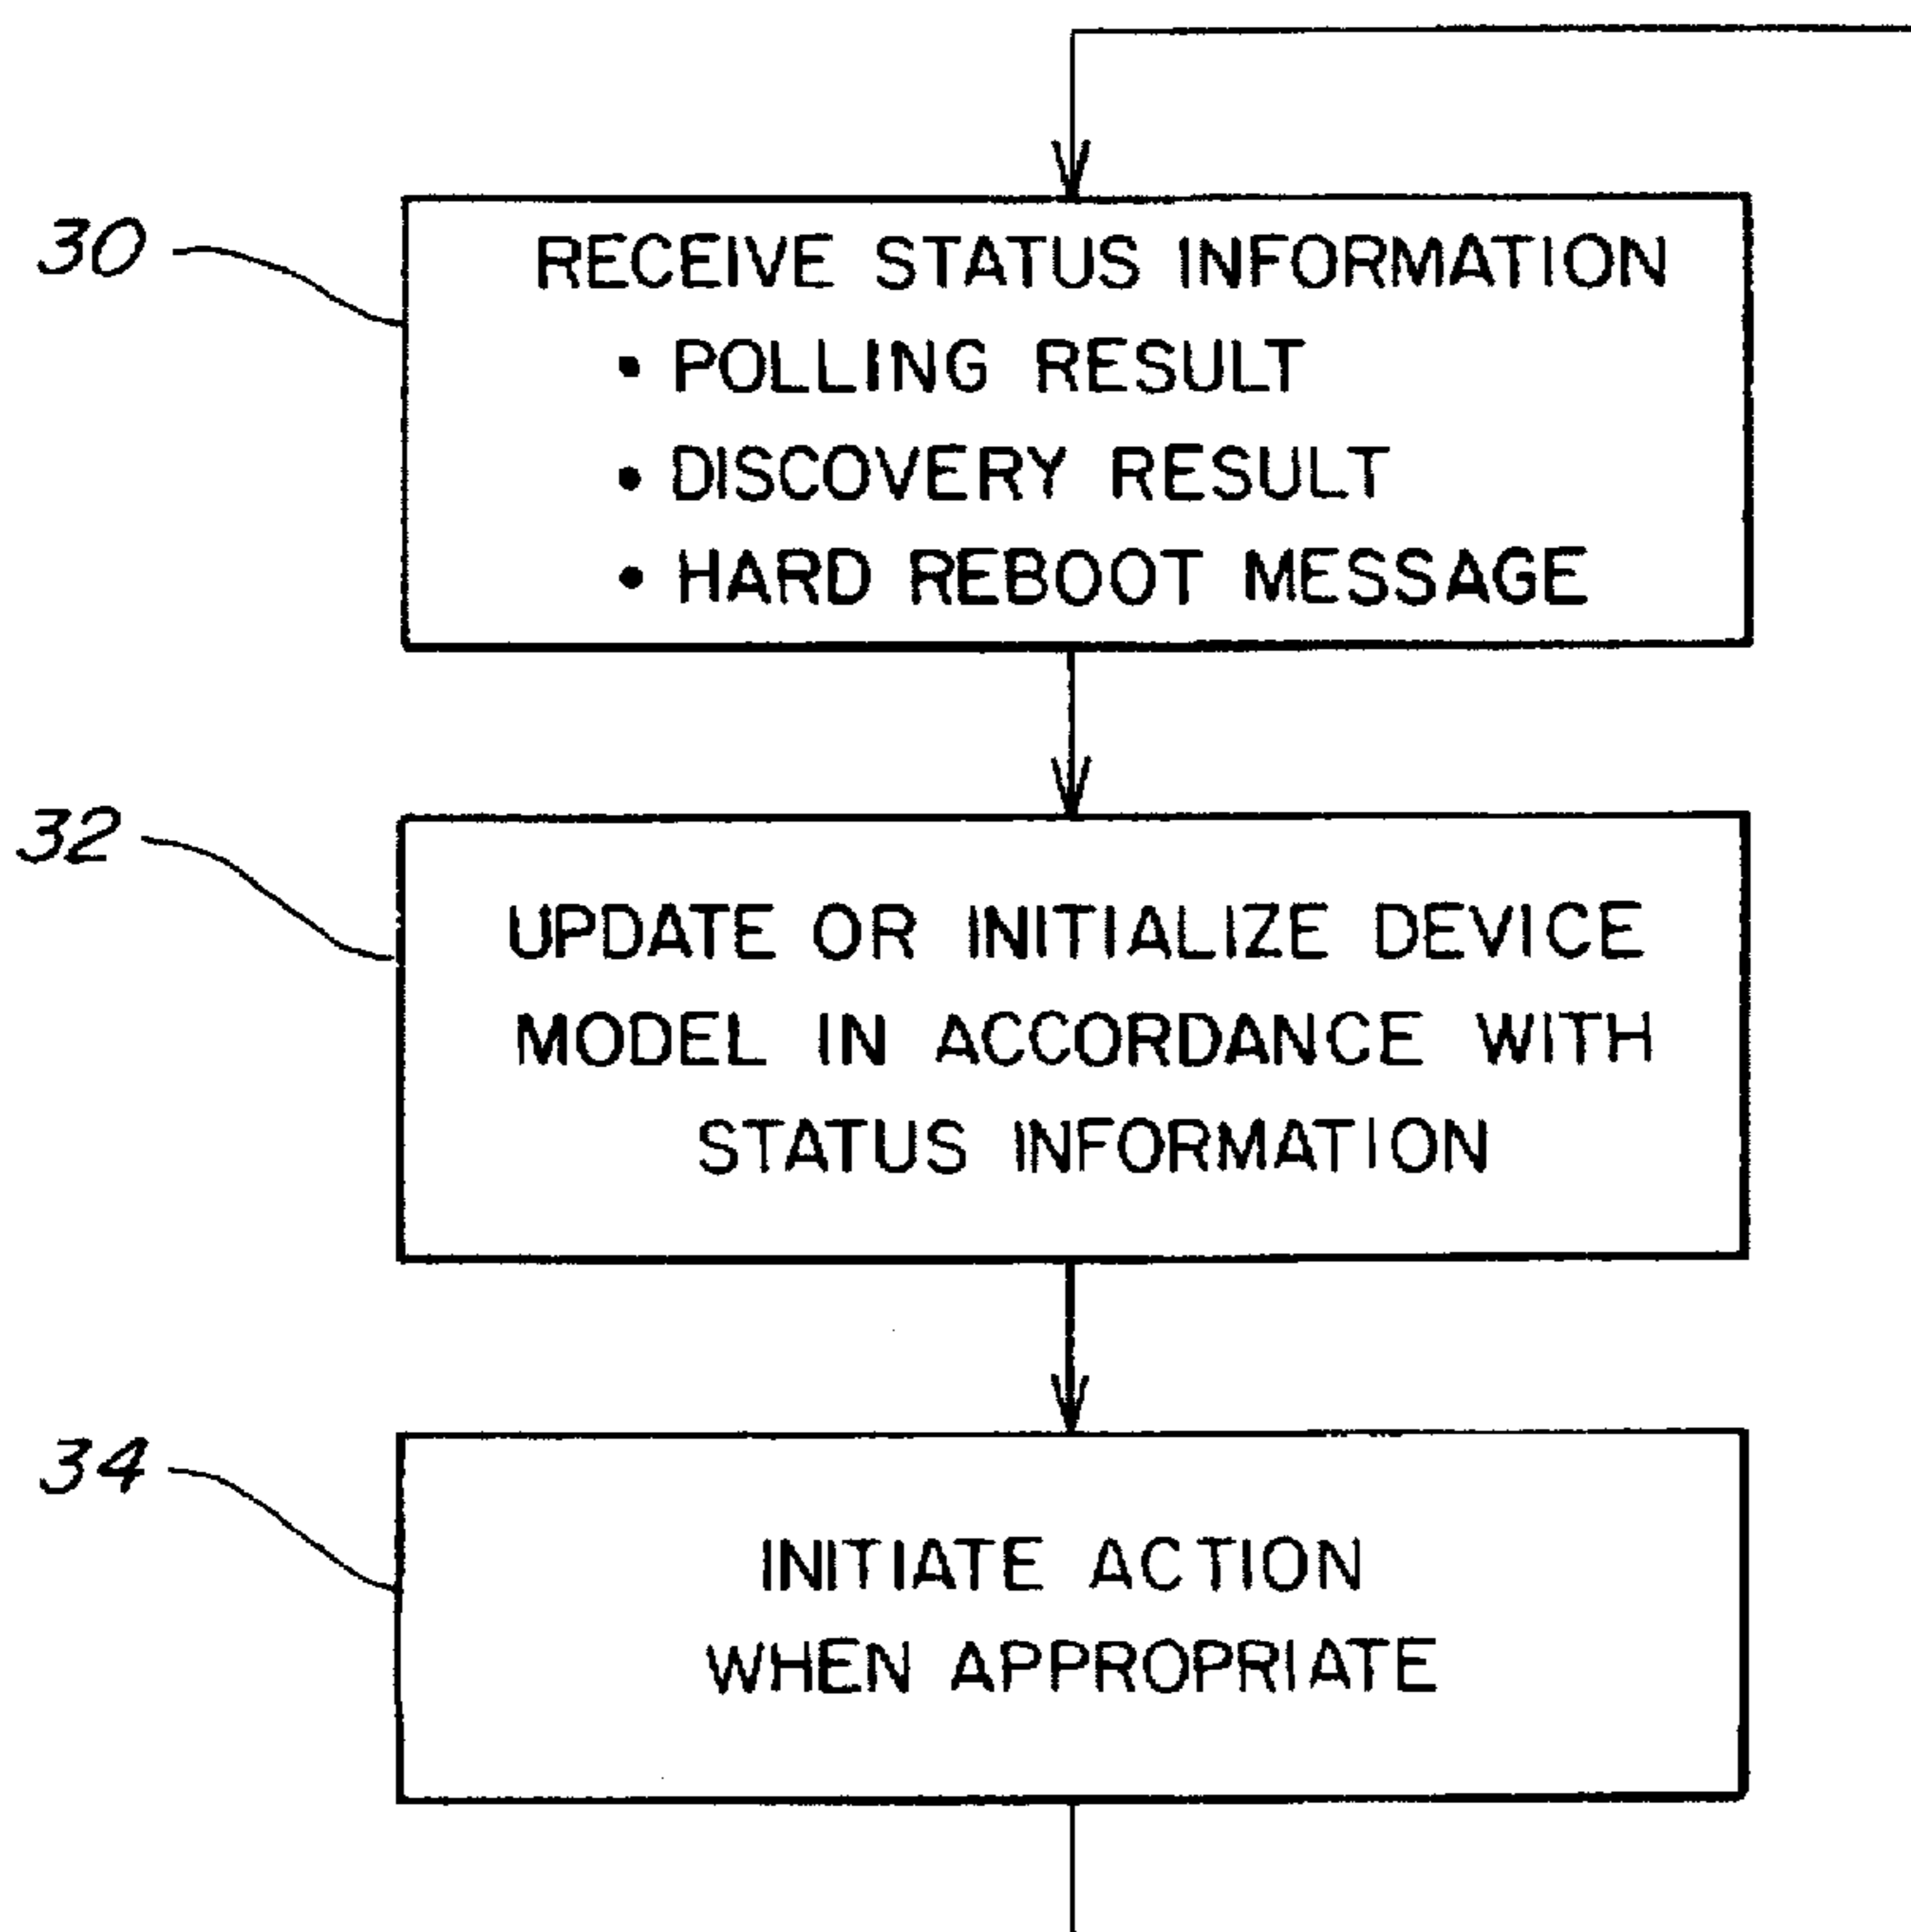 30
RECEIVE STATUS INFORMATION
• POLLING RESULT
• DISCOVERY RESULT
• HARD REBOOT MESSAGE
32
UPDATE OR INITIALIZE DEVICE
MODEL IN ACCORDANCE WITH
STATUS INFORMATION
34
INITIATE ACTION
WHEN APPROPRIATE